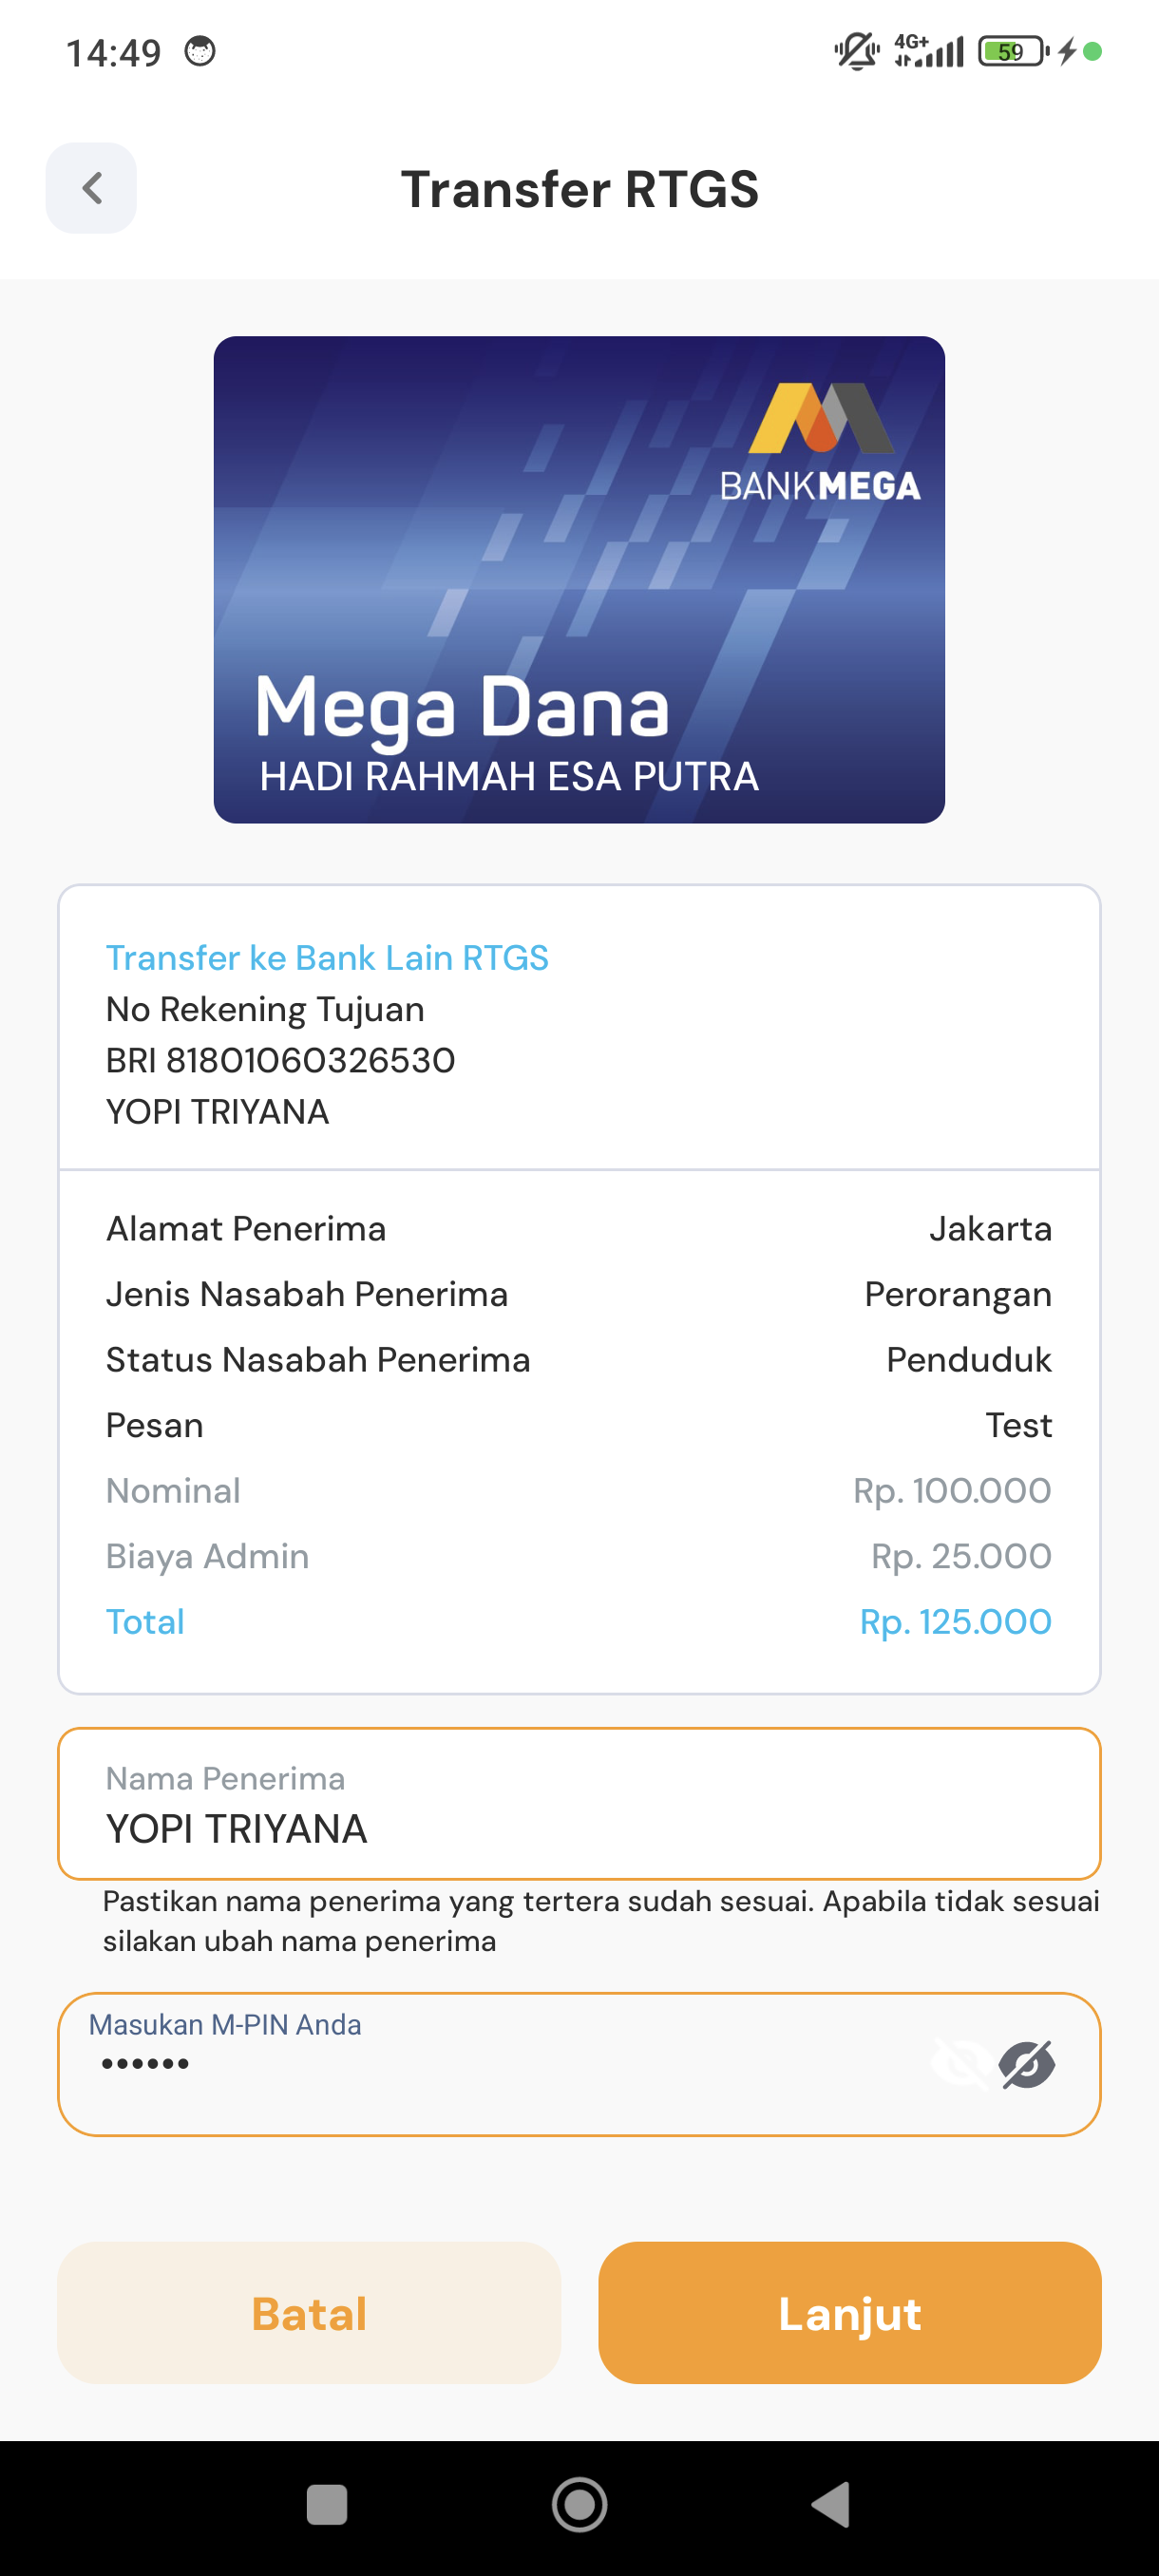 14:49
4G+
59
Transfer RTGS
BANKMEGA
Mega Dana
HADI RAHMAH ESA PUTRA
Transfer ke Bank Lain RTGS
No Rekening Tujuan
BRI 81801060326530
YOPI TRIYANA
Alamat Penerima Jakarta
Jenis Nasabah Penerima Perorangan
Status Nasabah Penerima Penduduk
Pesan Test
Nominal Rp. 100.000
Biaya Admin Rp. 25.000
Total Rp. 125.000
Nama Penerima
YOPI TRIYANA
Pastikan nama penerima yang tertera sudah sesuai. Apabila tidak sesuai
silakan ubah nama penerima
Masukan M-PIN Anda
••••••
Batal Lanjut